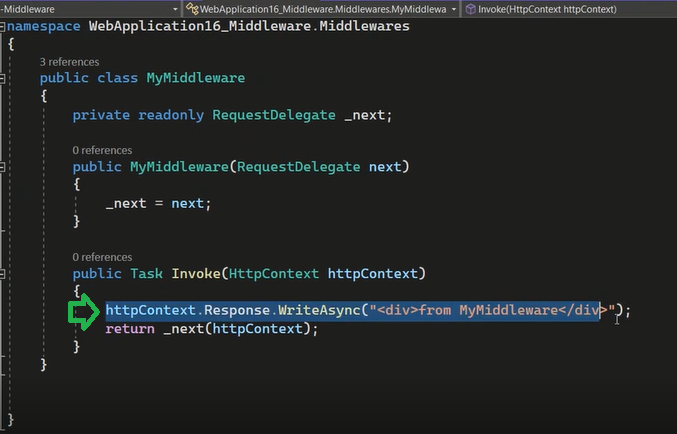 -Middleware WebApplication16_Middleware.Middlewares.MyMiddlewa Invoke(HttpContext httpContext)
namespace WebApplication16_Middleware.Middlewares
{
3 references
public class MyMiddleware
{
private readonly RequestDelegate _next;
0 references
public MyMiddleware(RequestDelegate next)
{
_next = next;
}
0 references
public Task Invoke(HttpContext httpContext)
{
httpContext.Response.WriteAsync("<div>from MyMiddleware</div>");
return _next(httpContext);
}
}
}